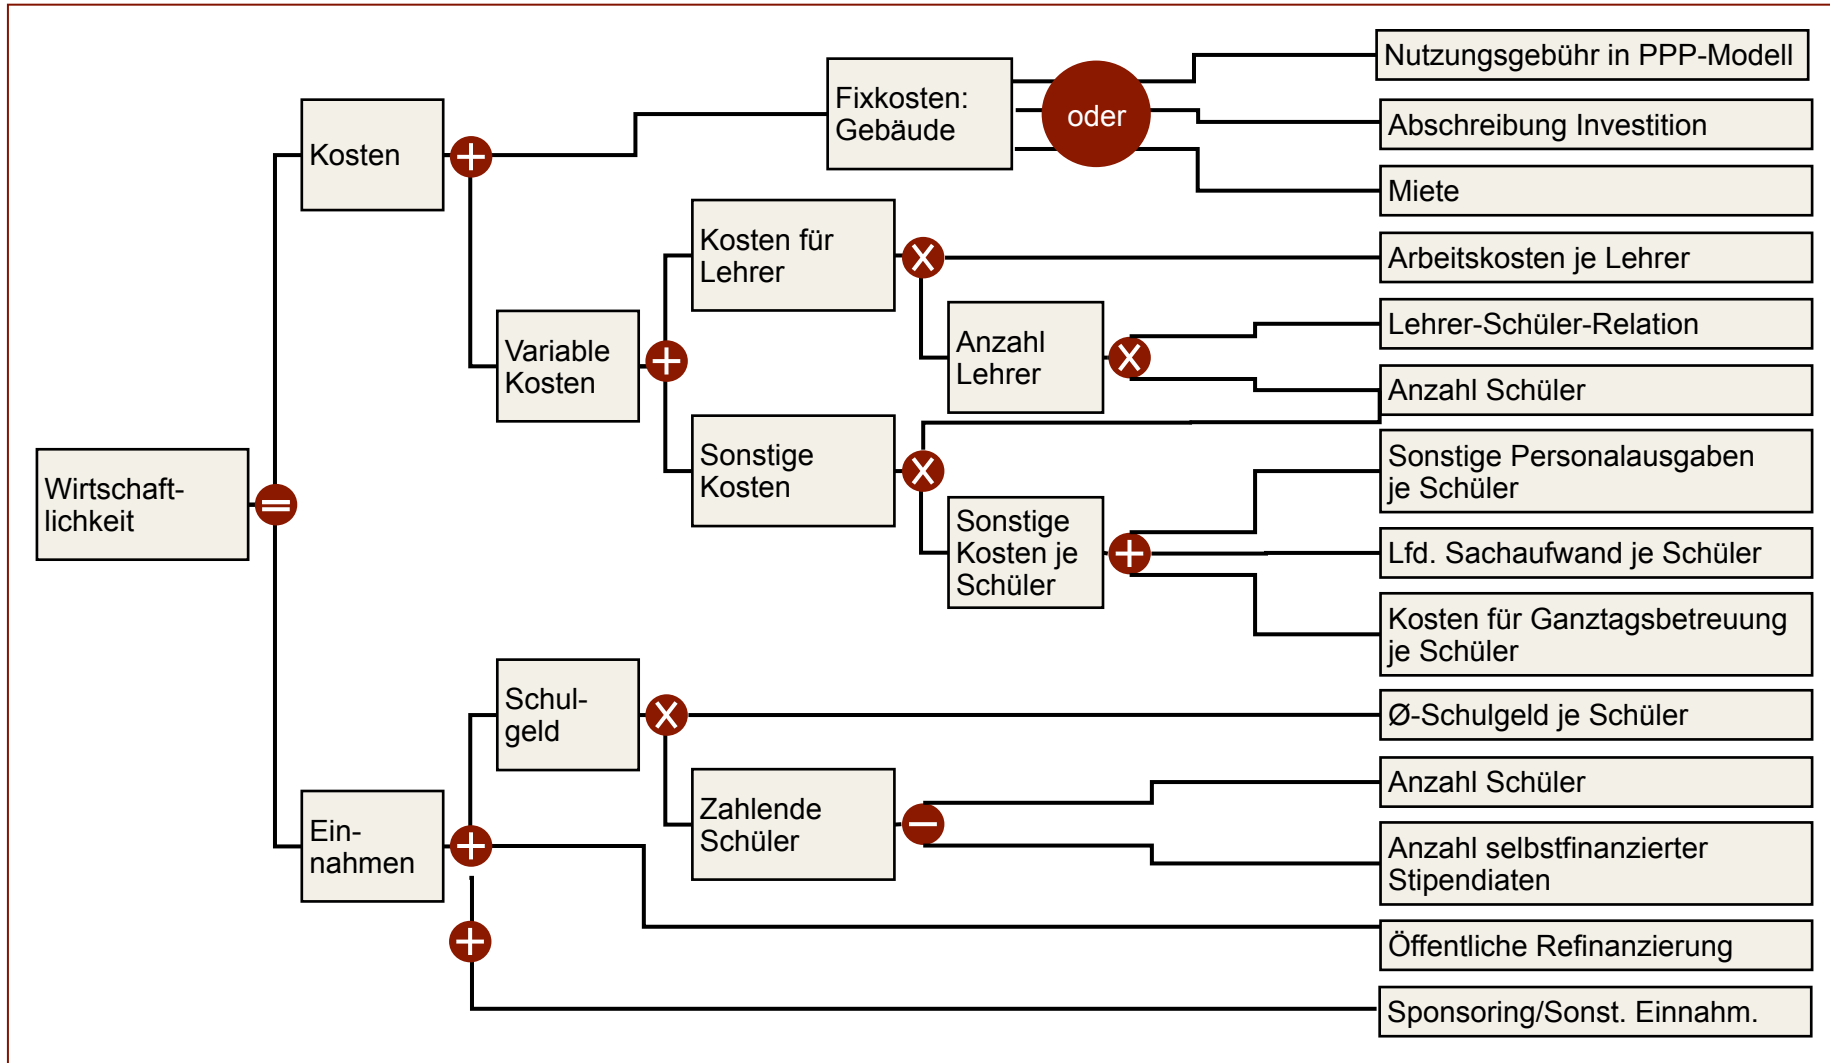 Nutzungsgebühr in PPP-Modell
Fixkosten:
Gebäude
oder
Abschreibung Investition
Kosten
+
Miete
Kosten für
Lehrer
X
Arbeitskosten je Lehrer
Variable
Kosten
+
Anzahl
Lehrer
X
Lehrer-Schüler-Relation
Anzahl Schüler
Sonstige
Kosten
X
Sonstige Personalausgaben
je Schüler
Wirtschaft-
lichkeit
=
Sonstige
Kosten je
Schüler
+
Lfd. Sachaufwand je Schüler
Kosten für Ganztagsbetreuung
je Schüler
Schul-
geld
X
Ø-Schulgeld je Schüler
Ein-
nahmen
+
Zahlende
Schüler
−
Anzahl Schüler
Anzahl selbstfinanzierter
Stipendiaten
+
Öffentliche Refinanzierung
Sponsoring/Sonst. Einnahm.